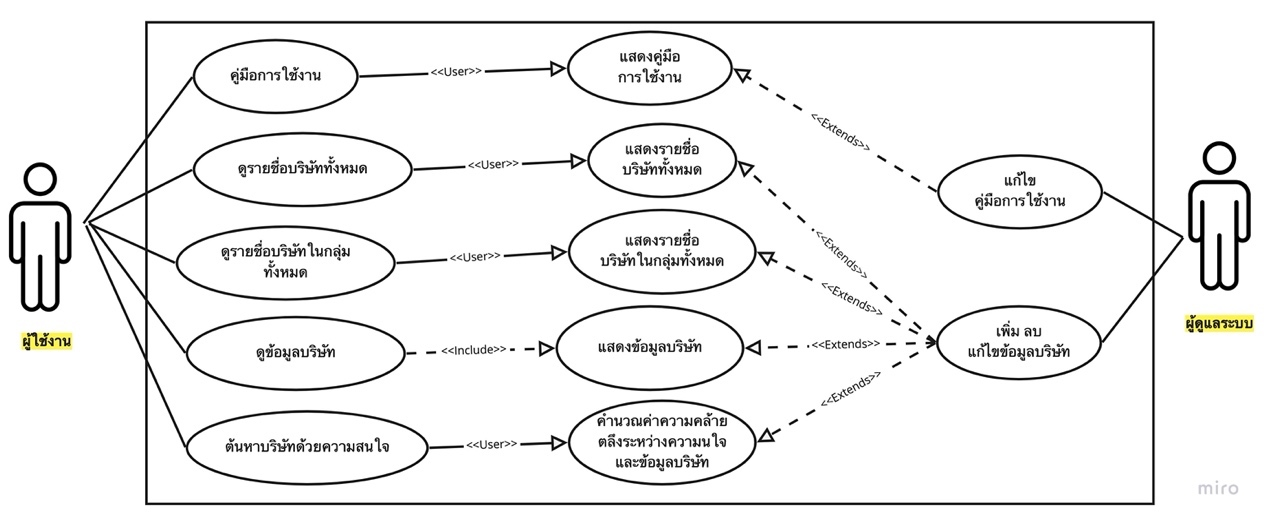 คู่มือการใช้งาน
<<User>>
แสดงคู่มือ
การใช้งาน
<<Extends>>
ดูรายชื่อบริษัททั้งหมด
<<User>>
แสดงรายชื่อ
บริษัททั้งหมด
แก้ไข
คู่มือการใช้งาน
ดูรายชื่อบริษัทในกลุ่ม
ทั้งหมด
<<User>>
แสดงรายชื่อ
บริษัทในกลุ่มทั้งหมด
<<Extends>>
<<Extends>>
ผู้ใช้งาน
ผู้ดูแลระบบ
ดูข้อมูลบริษัท
<<Include>>
แสดงข้อมูลบริษัท
<<Extends>>
เพิ่ม ลบ
แก้ไขข้อมูลบริษัท
<<Extends>>
ต้นหาบริษัทด้วยความสนใจ
<<User>>
คำนวณค่าความคล้าย
ตลึงระหว่างความนใจ
และข้อมูลบริษัท
miro